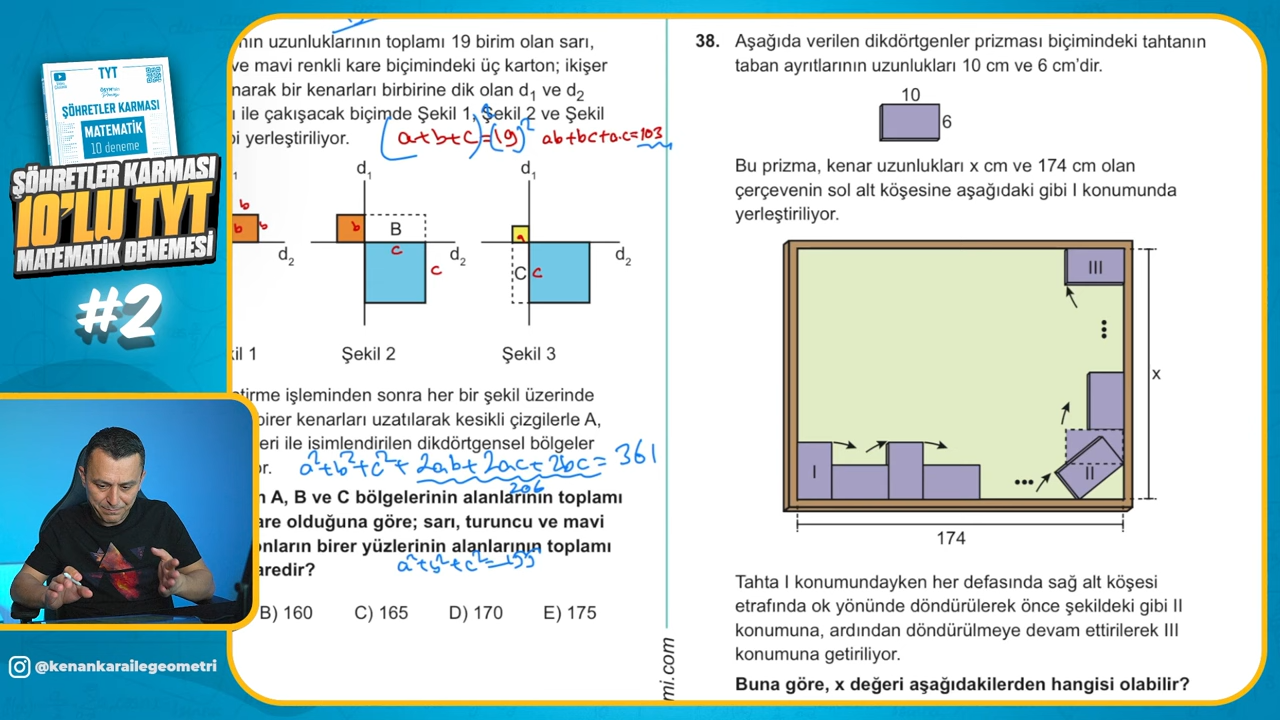 TYT
ŞÖHRETLER KARMASI
MATEMATİK
10 deneme
ŞÖHRETLER KARMASI
10'LU TYT
MATEMATİK DENEMESİ
#2
@kenankarailegeometri
nin uzunluklarının toplamı 19 birim olan sarı,
ve mavi renkli kare biçimindeki üç karton; ikişer
narak bir kenarları birbirine dik olan d₁ ve d₂
ile çakışacak biçimde Şekil 1, Şekil 2 ve Şekil
bi yerleştiriliyor.
(a+b+c)²=(19)² ab+bc+a.c=103
b
b
b
d₂
d₁
b
B
c
c
d₂
d₁
a
C
c
d₂
kil 1
Şekil 2
Şekil 3
tirme işleminden sonra her bir şekil üzerinde
birer kenarları uzatılarak kesikli çizgilerle A,
eri ile isimlendirilen dikdörtgensel bölgeler
or.
a²+b²+c²+2ab+2ac+2bc=361
206
n A, B ve C bölgelerinin alanlarının toplamı
are olduğuna göre; sarı, turuncu ve mavi
onların birer yüzlerinin alanlarının toplamı
aredir?
a²+b²+c²=155
B) 160 C) 165 D) 170 E) 175
mi.com
38. Aşağıda verilen dikdörtgenler prizması biçimindeki tahtanın
taban ayrıtlarının uzunlukları 10 cm ve 6 cm'dir.
10
6
Bu prizma, kenar uzunlukları x cm ve 174 cm olan
çerçevenin sol alt köşesine aşağıdaki gibi I konumunda
yerleştiriliyor.
III
x
I
II
174
Tahta I konumundayken her defasında sağ alt köşesi
etrafında ok yönünde döndürülerek önce şekildeki gibi II
konumuna, ardından döndürülmeye devam ettirilerek III
konumuna getiriliyor.
Buna göre, x değeri aşağıdakilerden hangisi olabilir?